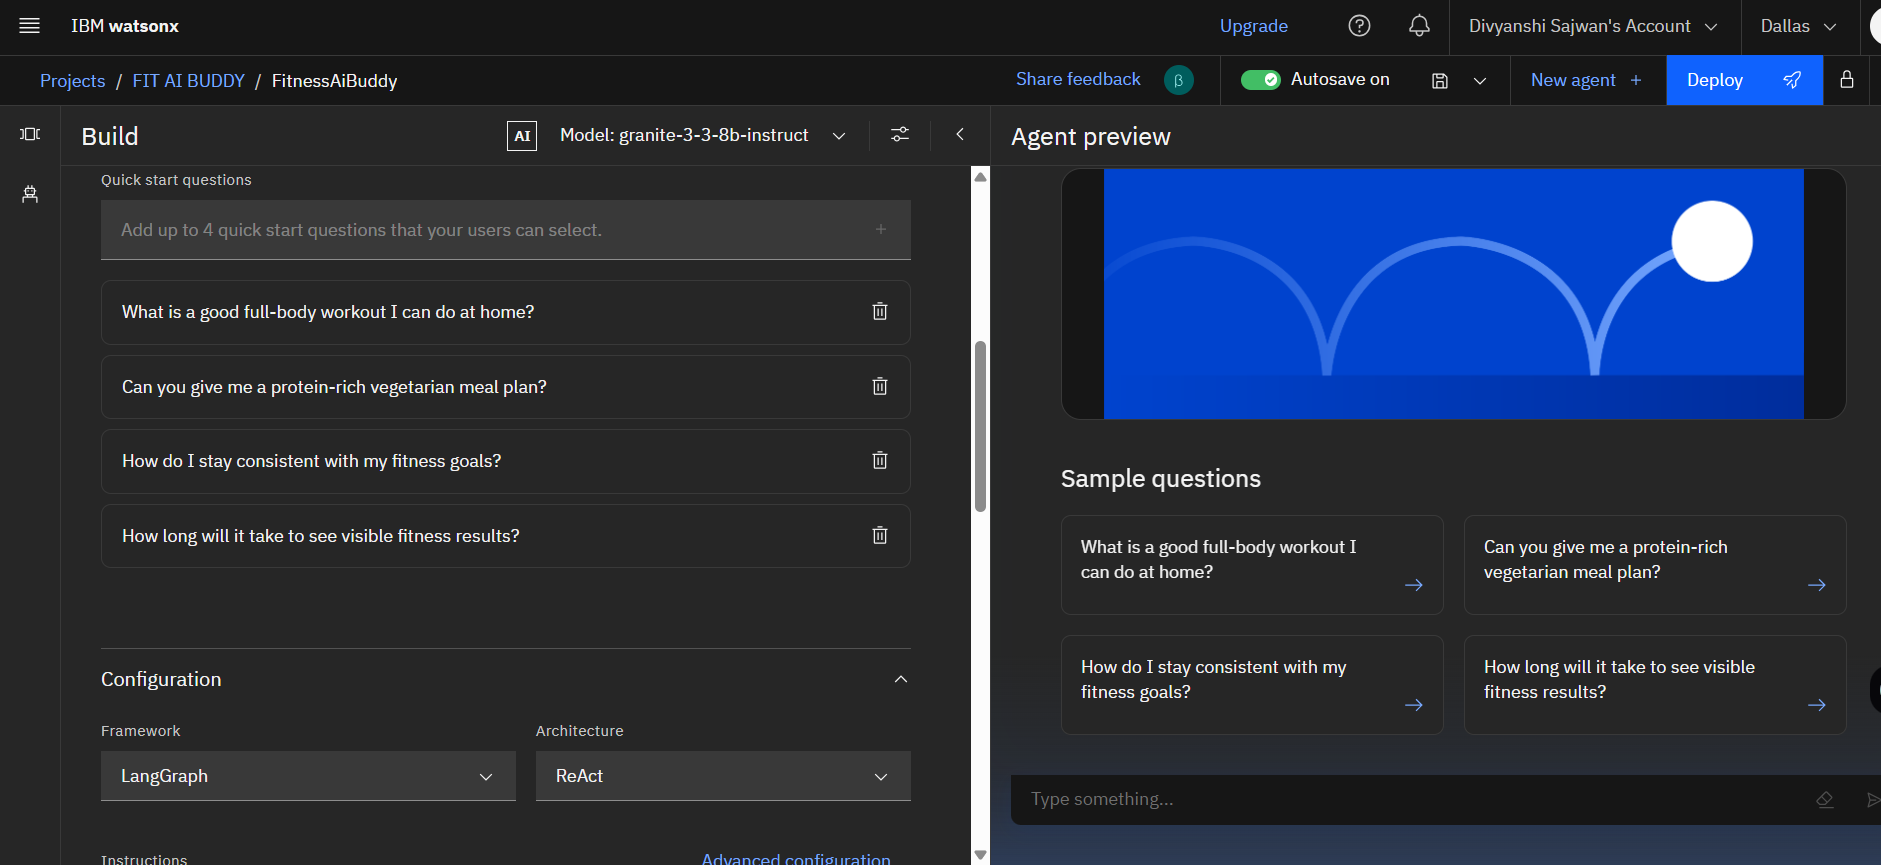 IBM watsonx
Upgrade
Divyanshi Sajwan's Account
Dallas
Projects / FIT AI BUDDY / FitnessAiBuddy
Share feedback
β
Autosave on
New agent +
Deploy
Build
AI
Model: granite-3-3-8b-instruct
Quick start questions
Add up to 4 quick start questions that your users can select.
What is a good full-body workout I can do at home?
Can you give me a protein-rich vegetarian meal plan?
How do I stay consistent with my fitness goals?
How long will it take to see visible fitness results?
Configuration
Framework
Architecture
LangGraph
ReAct
Instructions
Advanced configuration
Agent preview
Sample questions
What is a good full-body workout I
can do at home?
Can you give me a protein-rich
vegetarian meal plan?
How do I stay consistent with my
fitness goals?
How long will it take to see visible
fitness results?
Type something...